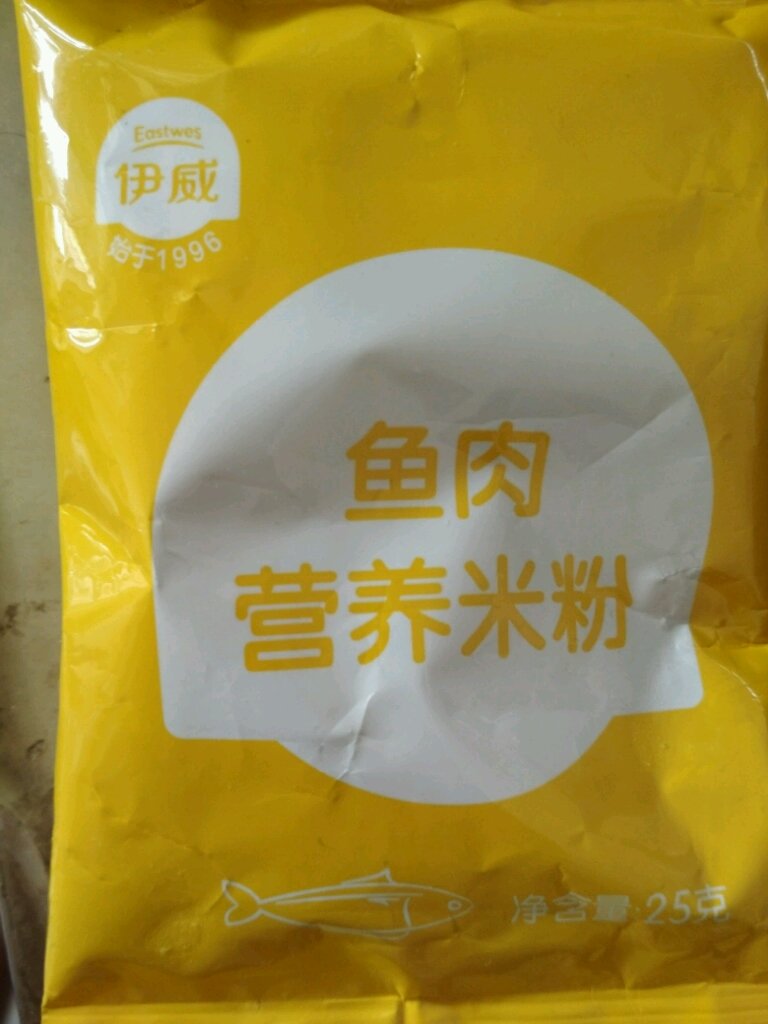 Eastwes
伊威
始于1996
鱼肉
营养米粉
净含量:25克